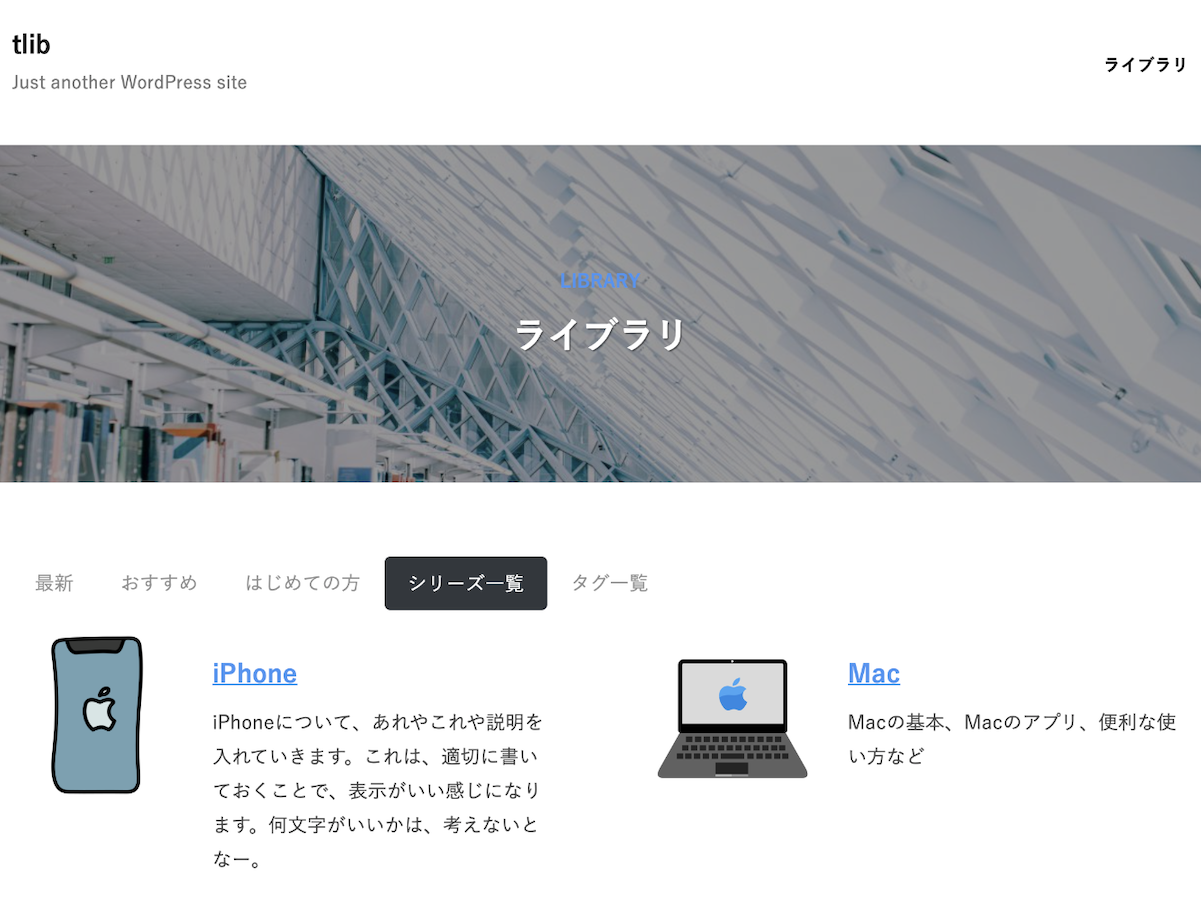 tlib
Just another WordPress site
ライブラリ
LIBRARY
ライブラリ
最新 おすすめ はじめての方 シリーズ一覧 タグ一覧
iPhone
iPhoneについて、あれやこれや説明を
入れていきます。これは、適切に書い
ておくことで、表示がいい感じになり
ます。何文字がいいかは、考えないと
なー。
Mac
Macの基本、Macのアプリ、便利な使
い方など